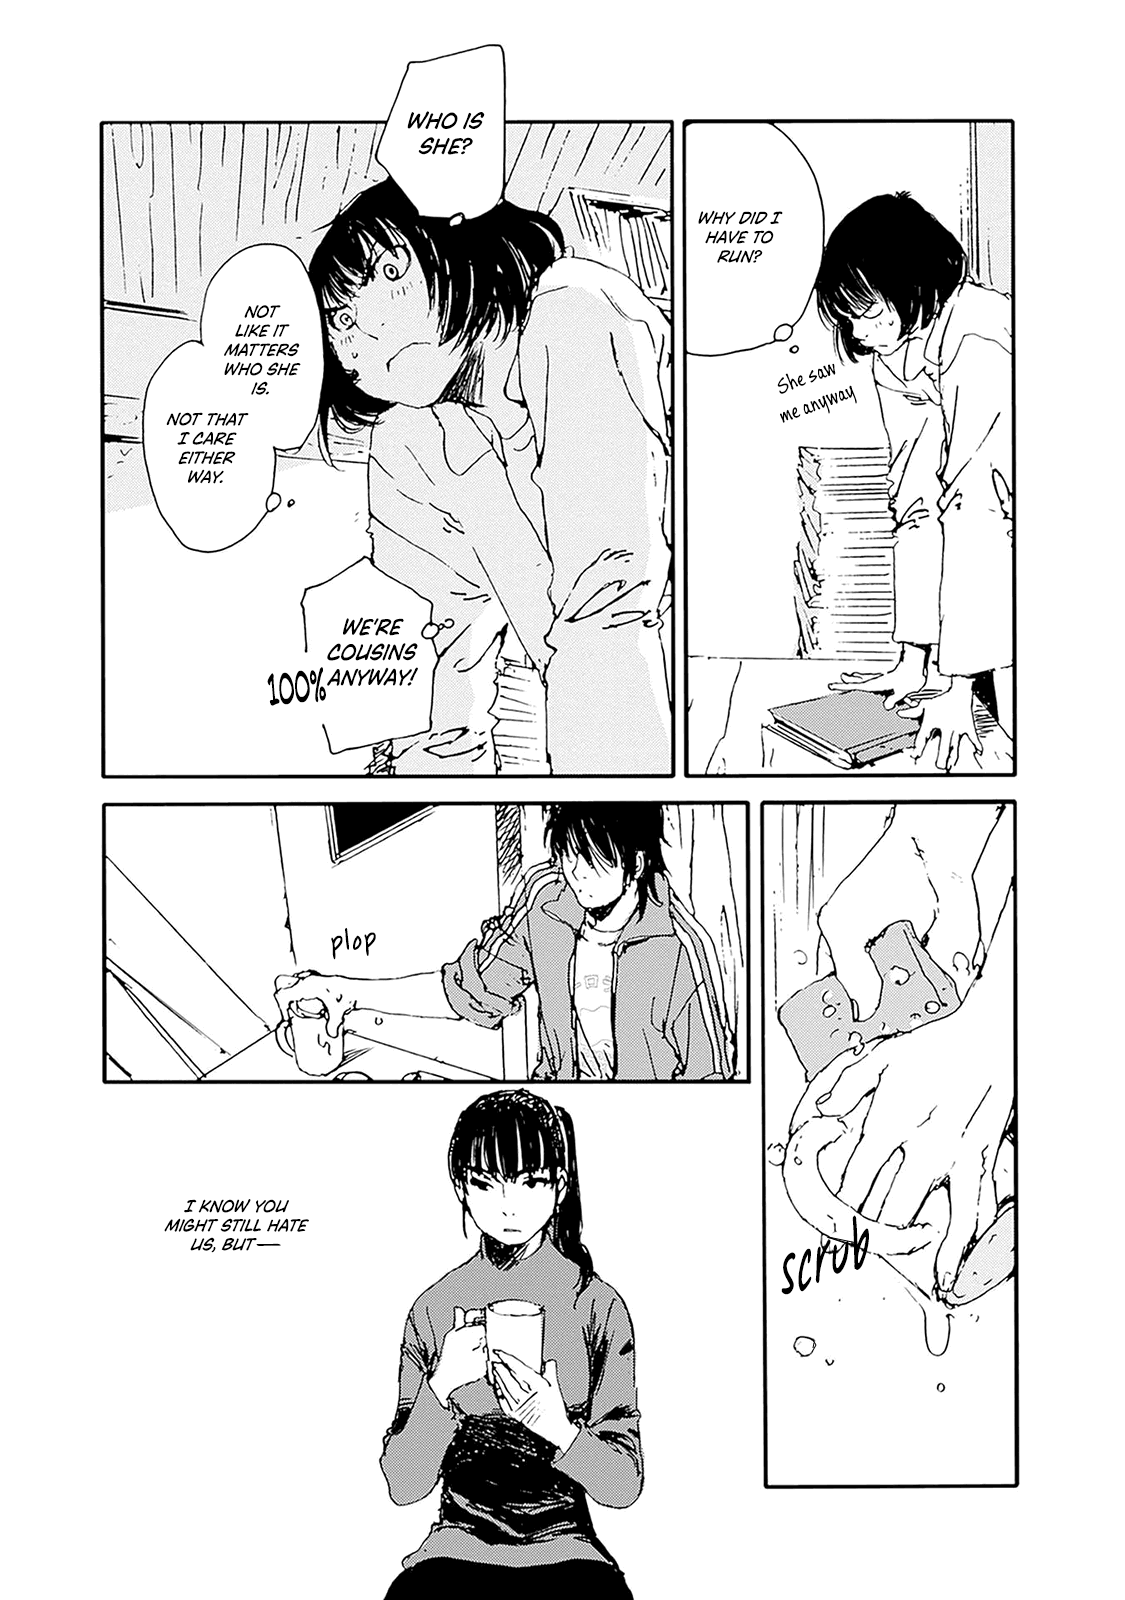 WHY DID I
HAVE TO
RUN?
She saw
me anyway
WHO IS
SHE?
NOT
LIKE IT
MATTERS
WHO SHE
IS.
NOT THAT
I CARE
EITHER
WAY.
WE'RE
COUSINS
ANYWAY!
100%
scrub
plop
I KNOW YOU
MIGHT STILL HATE
US, BUT—